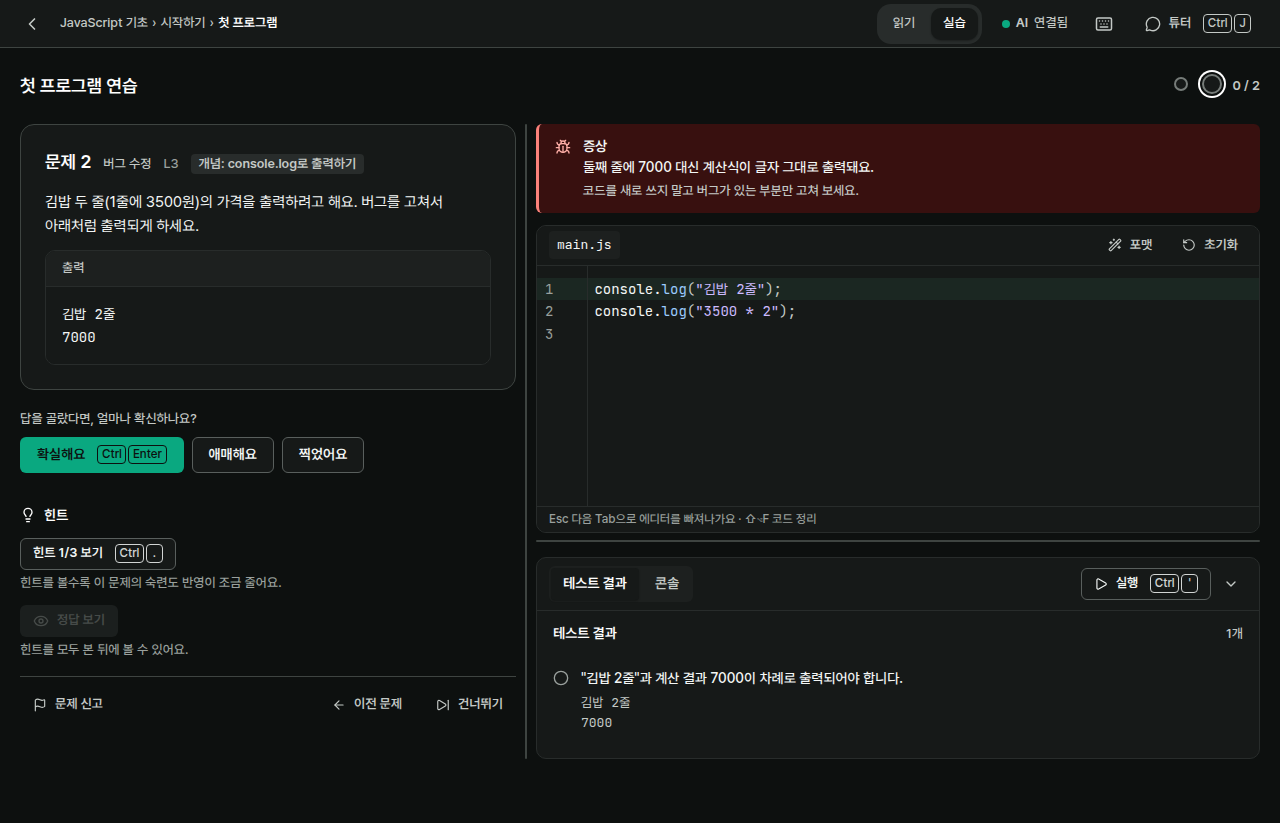 JavaScript 기초 › 시작하기 › 첫 프로그램
읽기 실습 AI 연결됨 튜터 Ctrl J
첫 프로그램 연습
0 / 2
문제 2 버그 수정 L3 개념: console.log로 출력하기
김밥 두 줄(1줄에 3500원)의 가격을 출력하려고 해요. 버그를 고쳐서
아래처럼 출력되게 하세요.
출력
김밥 2줄
7000
답을 골랐다면, 얼마나 확신하나요?
확실해요 Ctrl Enter 애매해요 찍었어요
힌트
힌트 1/3 보기 Ctrl .
힌트를 볼수록 이 문제의 숙련도 반영이 조금 줄어요.
정답 보기
힌트를 모두 본 뒤에 볼 수 있어요.
문제 신고 이전 문제 건너뛰기
증상
둘째 줄에 7000 대신 계산식이 글자 그대로 출력돼요.
코드를 새로 쓰지 말고 버그가 있는 부분만 고쳐 보세요.
main.js 포맷 초기화
1 console.log("김밥 2줄");
2 console.log("3500 * 2");
3
Esc 다음 Tab으로 에디터를 빠져나가요 · ⇧⌥F 코드 정리
테스트 결과 콘솔 실행 Ctrl '
테스트 결과 1개
"김밥 2줄"과 계산 결과 7000이 차례로 출력되어야 합니다.
김밥 2줄
7000